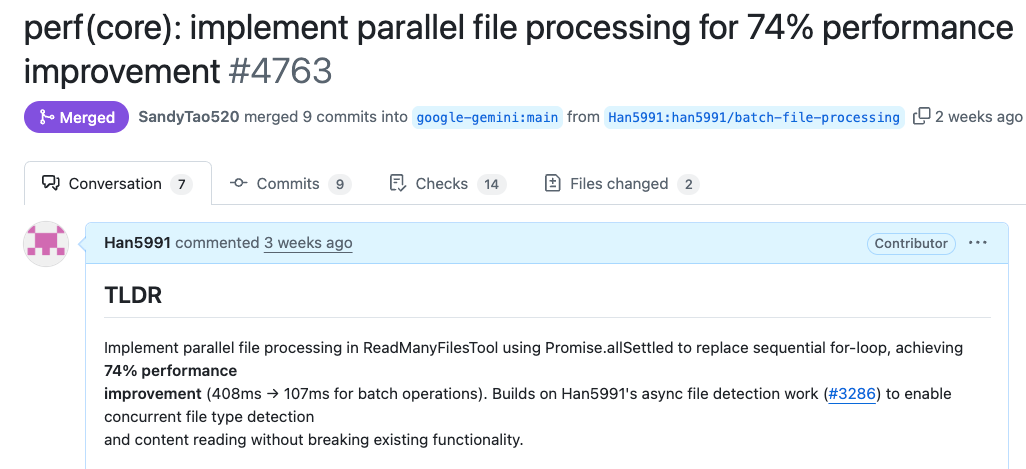 perf(core): implement parallel file processing for 74% performance
improvement #4763
Merged SandyTao520 merged 9 commits into google-gemini:main from Han5991:han5991/batch-file-processing 2 weeks ago
Conversation 7 Commits 9 Checks 14 Files changed 2
Han5991 commented 3 weeks ago Contributor ...
TLDR
Implement parallel file processing in ReadManyFilesTool using Promise.allSettled to replace sequential for-loop, achieving
74% performance
improvement (408ms → 107ms for batch operations). Builds on Han5991's async file detection work (#3286) to enable
concurrent file type detection
and content reading without breaking existing functionality.